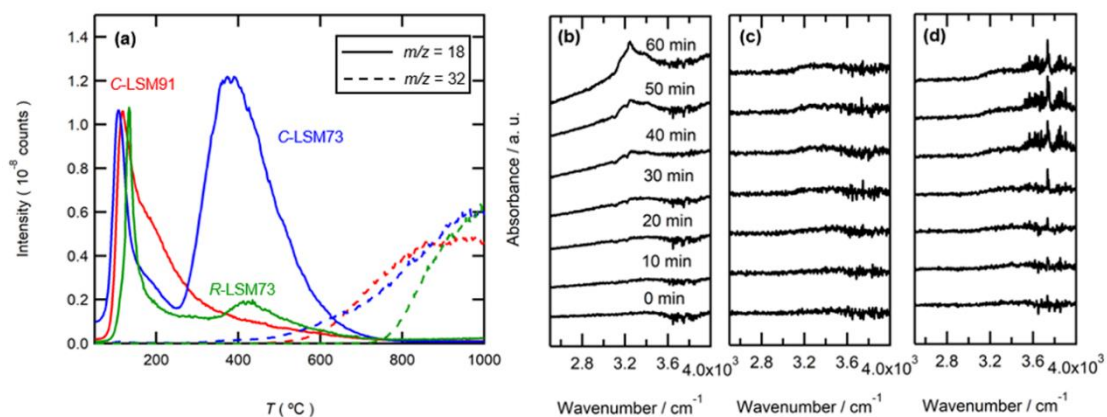 (a)
m/z = 18
m/z = 32
C-LSM91
C-LSM73
R-LSM73
1.4
1.2
1.0
0.8
0.6
0.4
0.2
0.0
Intensity ( 10⁻⁸ counts)
200
400
600
800
1000
T ( ºC)
(b)
60 min
50 min
40 min
30 min
20 min
10 min
0 min
Absorbance / a. u.
2.8
3.2
3.6
4.0x10³
Wavenumber / cm⁻¹
(c)
2.8
3.2
3.6
4.0x10³
Wavenumber / cm⁻¹
(d)
2.8
3.2
3.6
4.0x10³
Wavenumber / cm⁻¹